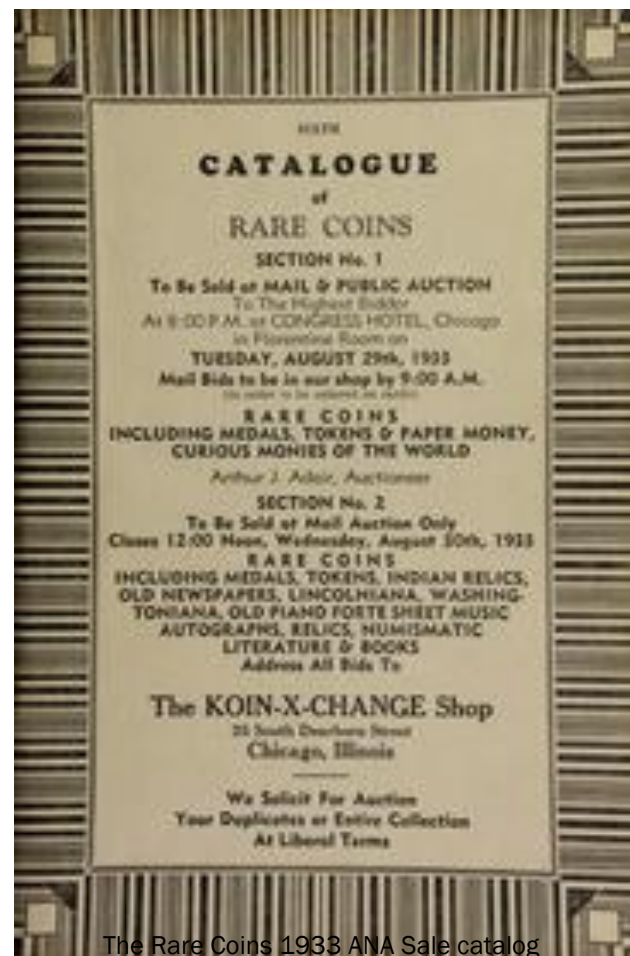 SIXTH
CATALOGUE
of
RARE COINS
SECTION No. 1
To Be Sold at MAIL & PUBLIC AUCTION
To The Highest Bidder
At 8:00 P.M. at CONGRESS HOTEL, Chicago
in Florentine Room on
TUESDAY, AUGUST 29th, 1933
Mail Bids to be in our shop by 9:00 A.M.
RARE COINS
INCLUDING MEDALS, TOKENS & PAPER MONEY,
CURIOUS MONIES OF THE WORLD
Arthur J. Adair, Auctioneer
SECTION No. 2
To Be Sold at Mail Auction Only
Closes 12:00 Noon, Wednesday, August 30th, 1933
RARE COINS
INCLUDING MEDALS, TOKENS, INDIAN RELICS,
OLD NEWSPAPERS, LINCOLNIANA, WASHING-
TONIANA, OLD PIANO FORTE SHEET MUSIC
AUTOGRAPHS, RELICS, NUMISMATIC
LITERATURE & BOOKS
Address All Bids To
The KOIN-X-CHANGE Shop
South Dearborn Street
Chicago, Illinois
We Solicit For Auction
Your Duplicates or Entire Collection
At Liberal Terms
The Rare Coins 1933 ANA Sale catalog